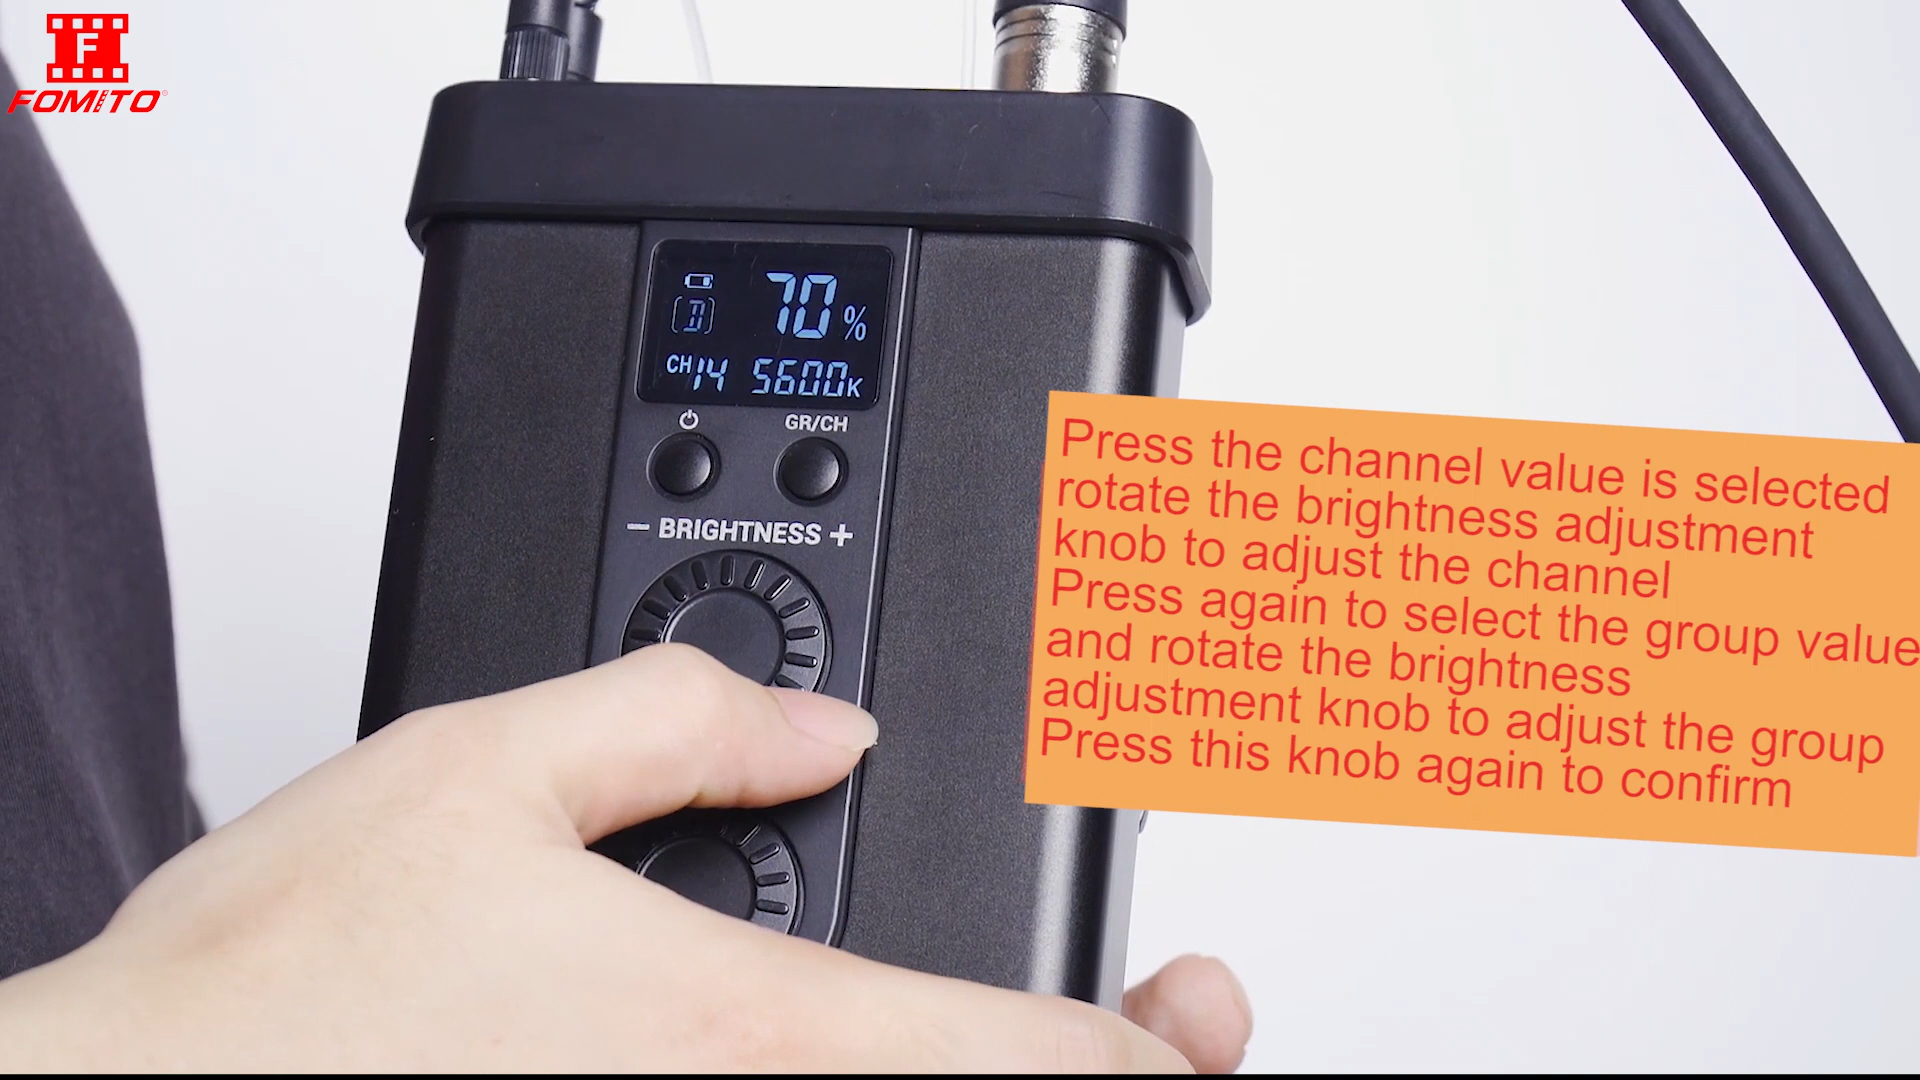 F
FOMITO
70%
[D]
CH14 5600K
GR/CH
− BRIGHTNESS +
Press the channel value is selected
rotate the brightness adjustment
knob to adjust the channel
Press again to select the group value
and rotate the brightness
adjustment knob to adjust the group
Press this knob again to confirm